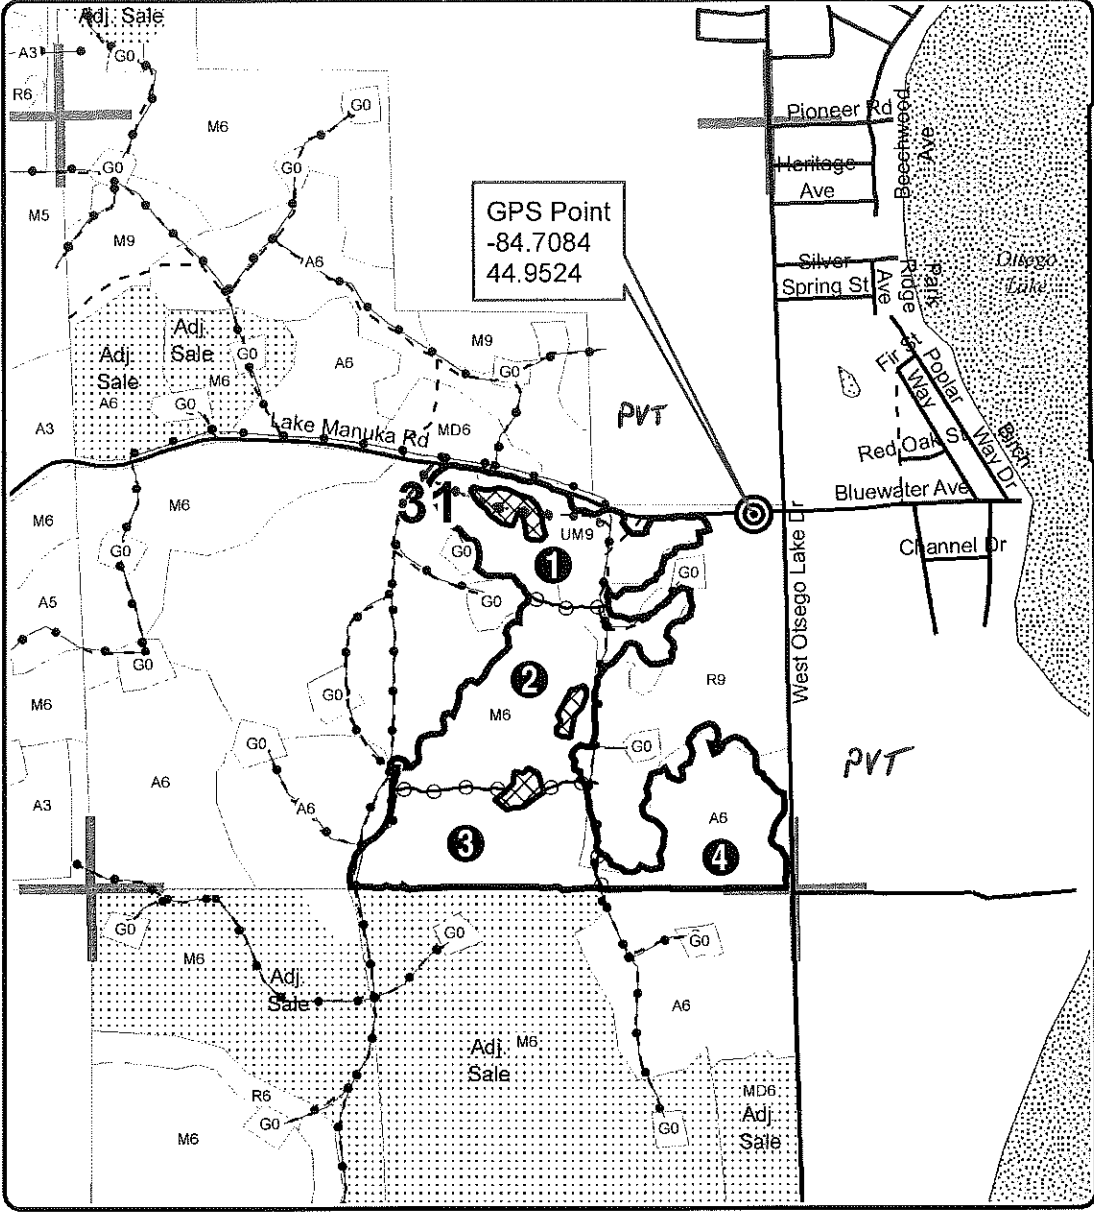 Adj. Sale
A3
G0
R6
G0
M6
Pioneer Rd
Beechwood
Ave
Heritage
Ave
G0
G0
M5
M9
A6
GPS Point
-84.7084
44.9524
Silver
Spring St
Ave
Ridge
Park
Otsego
Lake
Adj.
Sale
Adj.
Sale
A6
M6
G0
G0
A6
M9
G0
PVT
Fir St
Way
Poplar
Way Dr
Birch
Red Oak St
Bluewater Ave
A3
Lake Manuka Rd
MD6
M6
M6
31
UM9
1
G0
G0
G0
G0
Channel Dr
West Otsego Lake Dr
A5
G0
2
M6
R9
G0
M6
G0
G0
PVT
A3
A6
A6
A6
3
4
G0
M6
G0
G0
Adj.
Sale
A6
Adj.
Sale
M6
R6
G0
M6
G0
MD6
Adj.
Sale